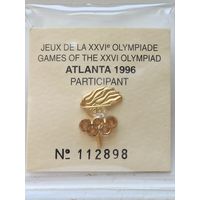 JEUX DE LA XXVIe OLYMPIADE
GAMES OF THE XXVI OLYMPIAD
ATLANTA 1996
PARTICIPANT
Nº 112898